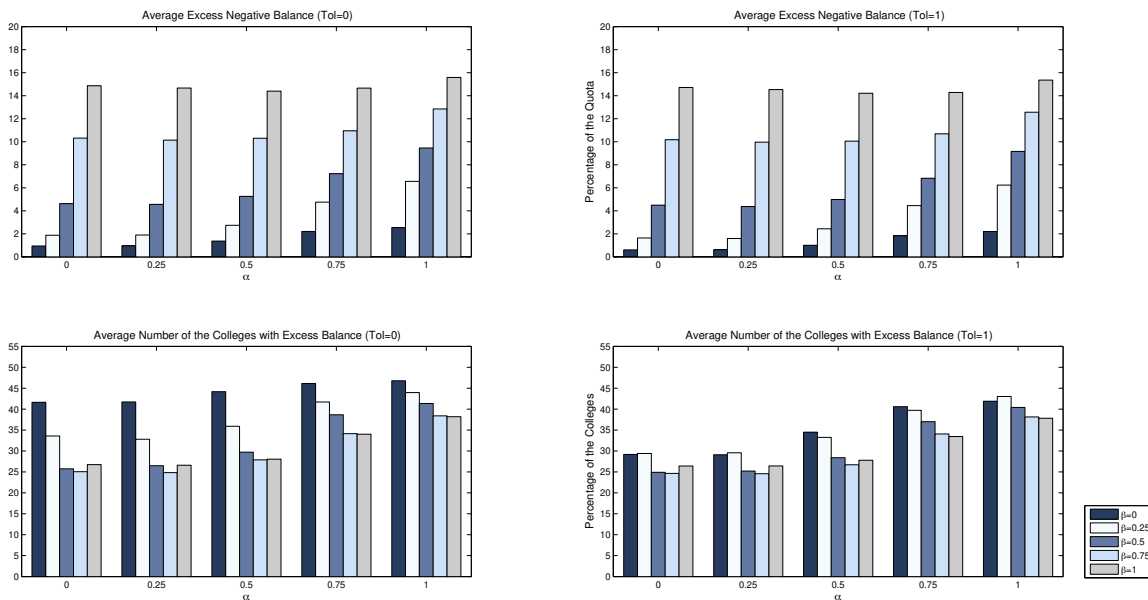 Average Excess Negative Balance (Tol=0)
20
18
16
14
12
10
8
6
4
2
0
0 0.25 0.5 0.75 1
α
Average Excess Negative Balance (Tol=1)
Percentage of the Quota
20
18
16
14
12
10
8
6
4
2
0
0 0.25 0.5 0.75 1
α
Average Number of the Colleges with Excess Balance (Tol=0)
55
50
45
40
35
30
25
20
15
10
5
0
0 0.25 0.5 0.75 1
α
Average Number of the Colleges with Excess Balance (Tol=1)
Percentage of the Colleges
55
50
45
40
35
30
25
20
15
10
5
0
0 0.25 0.5 0.75 1
α
β=0
β=0.25
β=0.5
β=0.75
β=1